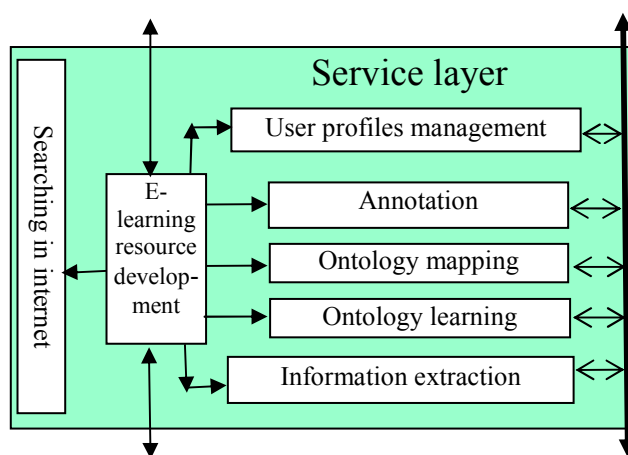 Service layer
Searching in internet
User profiles management
E-
learning
resource
develop-
ment
Annotation
Ontology mapping
Ontology learning
Information extraction